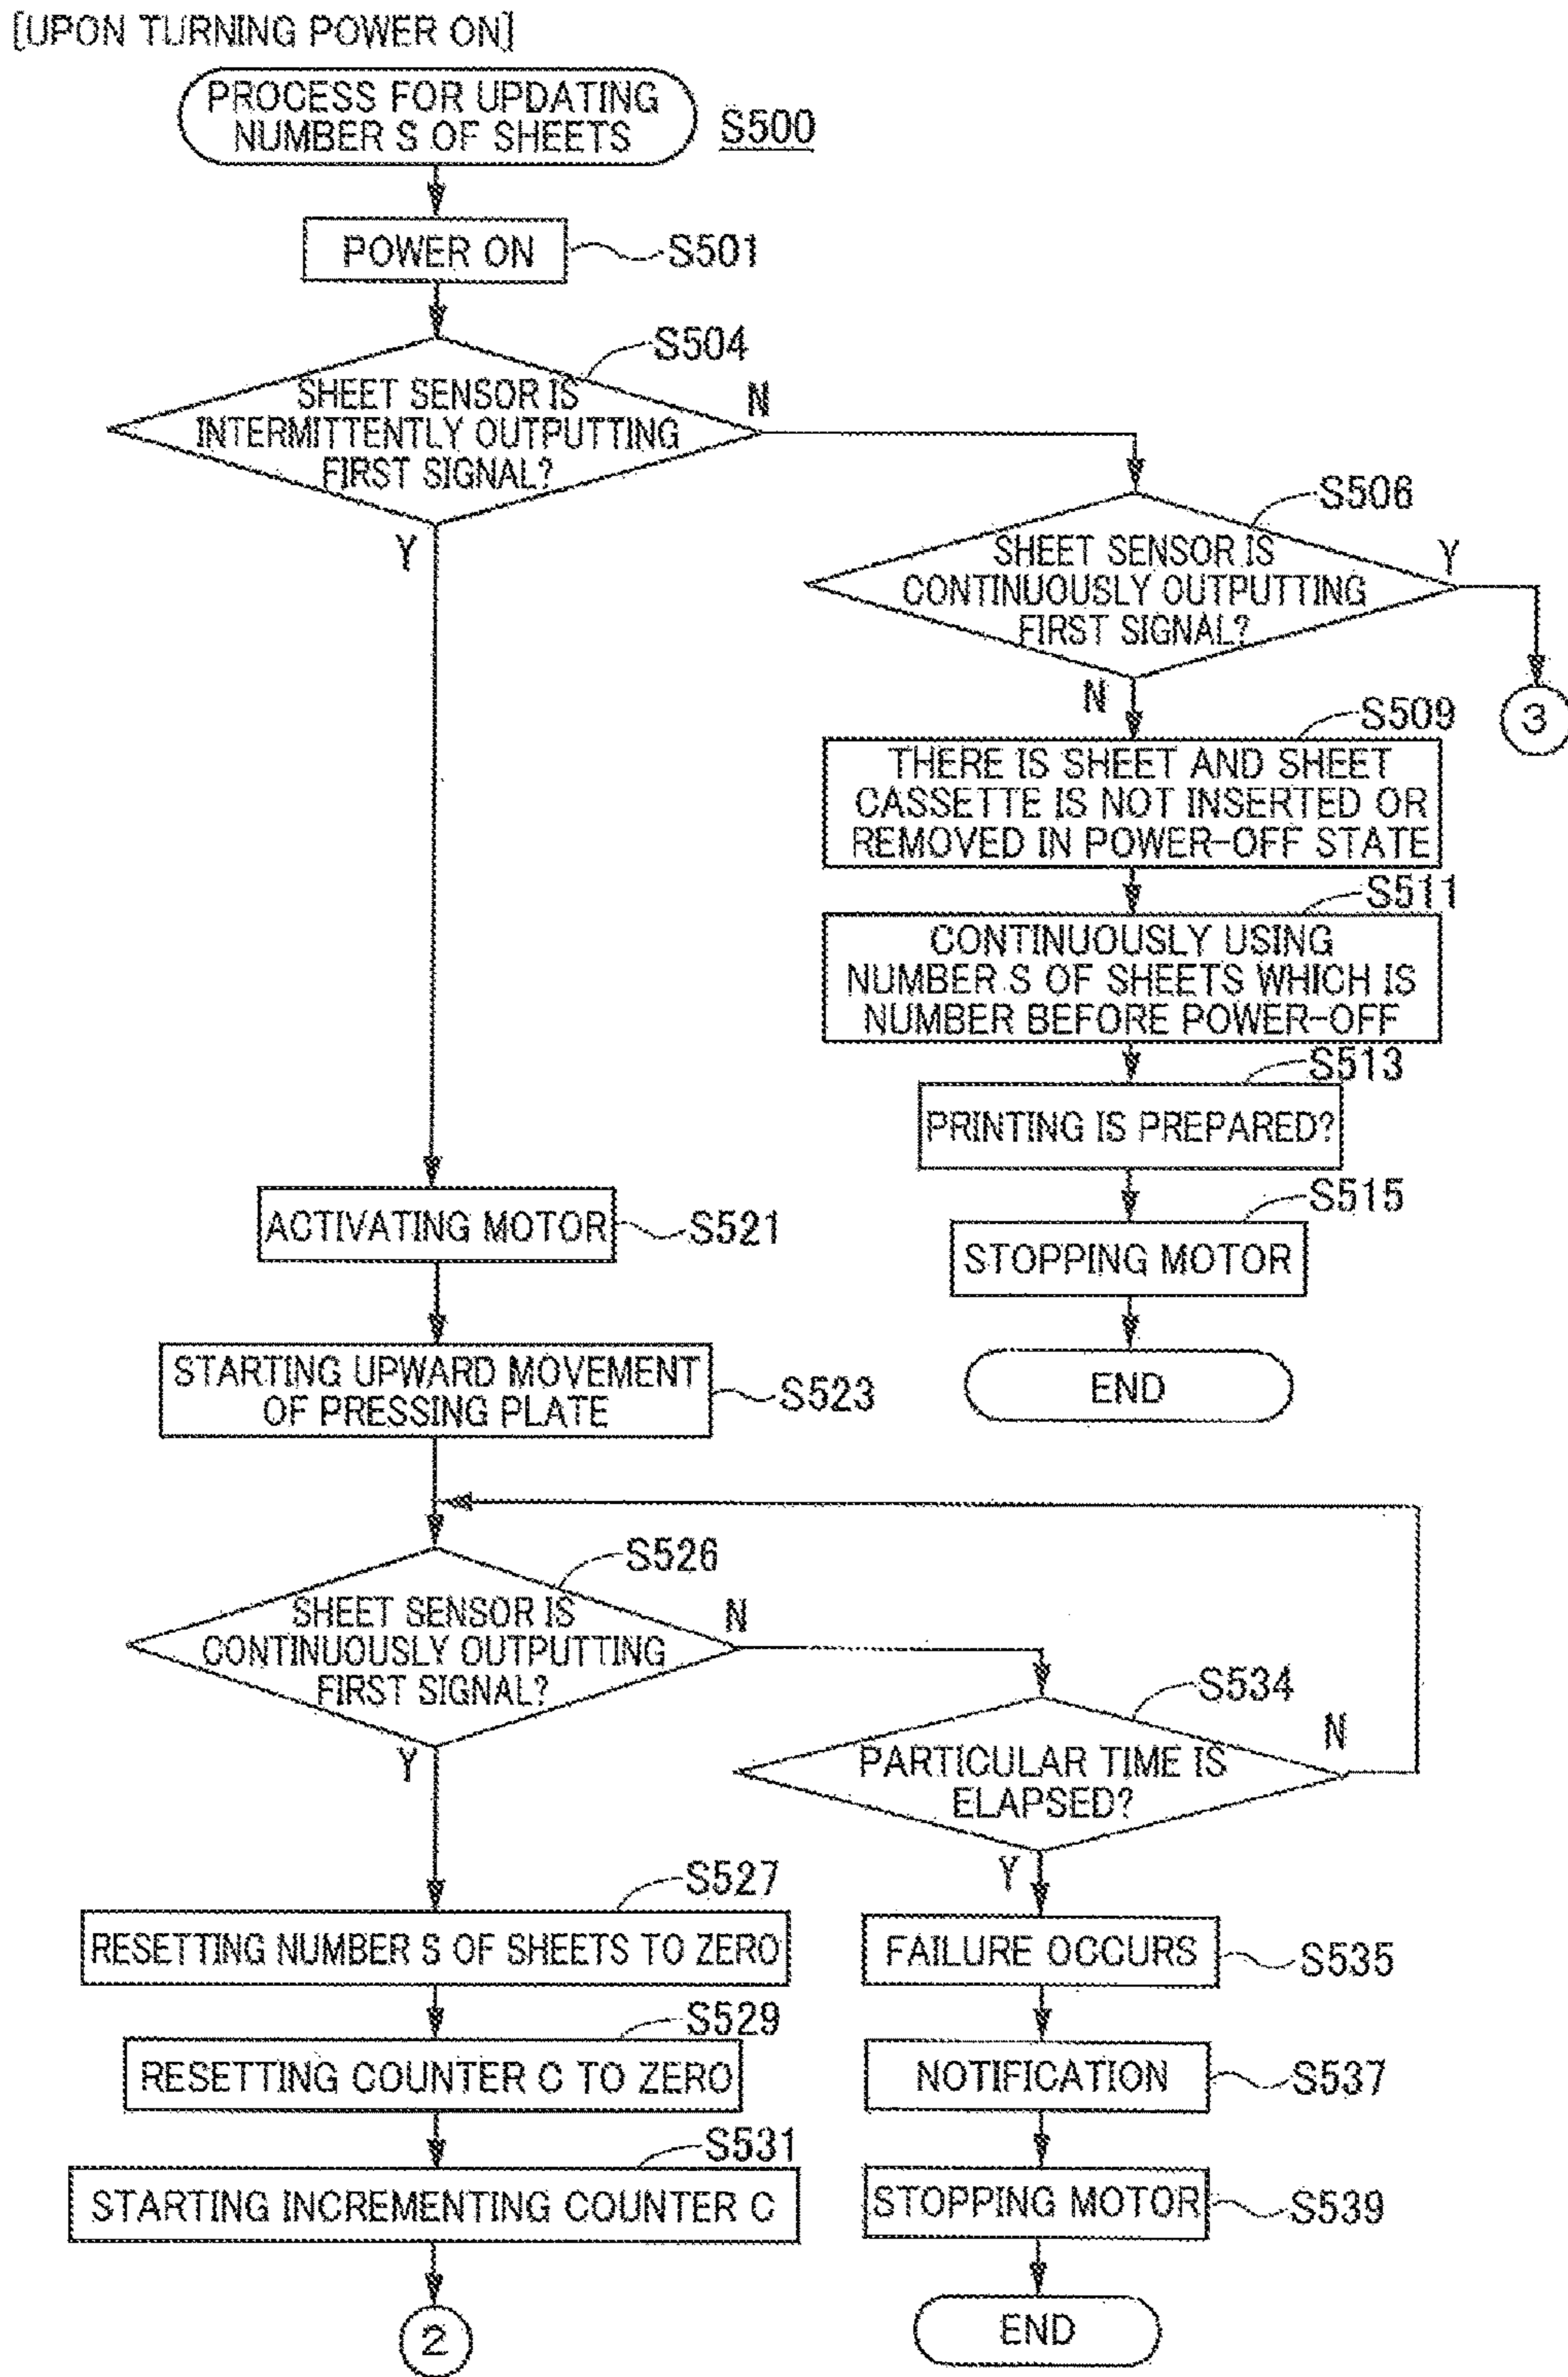 [UPON TURNING POWER ON]
PROCESS FOR UPDATING
NUMBER S OF SHEETS
S500
POWER ON
S501
S504
SHEET SENSOR IS
INTERMITTENTLY OUTPUTTING
FIRST SIGNAL?
N
Y
S506
SHEET SENSOR IS
CONTINUOUSLY OUTPUTTING
FIRST SIGNAL?
Y
N
3
S509
THERE IS SHEET AND SHEET
CASSETTE IS NOT INSERTED OR
REMOVED IN POWER-OFF STATE
S511
CONTINUOUSLY USING
NUMBER S OF SHEETS WHICH IS
NUMBER BEFORE POWER-OFF
S513
PRINTING IS PREPARED?
S515
STOPPING MOTOR
END
ACTIVATING MOTOR
S521
STARTING UPWARD MOVEMENT
OF PRESSING PLATE
S523
S526
SHEET SENSOR IS
CONTINUOUSLY OUTPUTTING
FIRST SIGNAL?
N
Y
S534
PARTICULAR TIME IS
ELAPSED?
N
Y
S527
RESETTING NUMBER S OF SHEETS TO ZERO
S529
RESETTING COUNTER C TO ZERO
S531
STARTING INCREMENTING COUNTER C
2
FAILURE OCCURS
S535
NOTIFICATION
S537
STOPPING MOTOR
S539
END